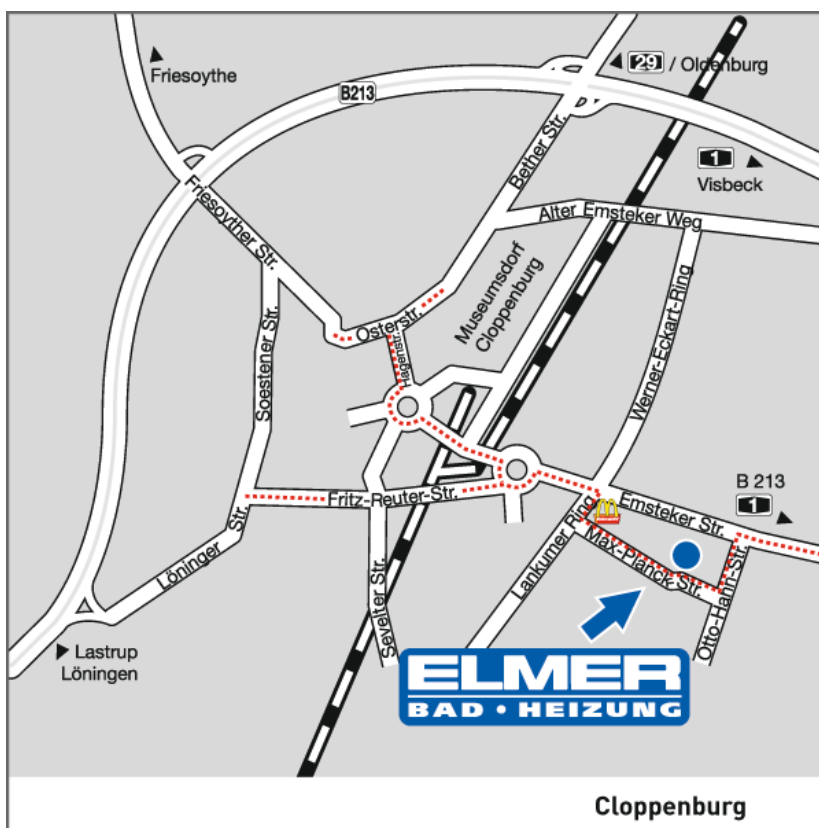 Friesoythe
29 / Oldenburg
B213
1
Visbeck
Bether Str.
Friesoyther Str.
Alter Emsteker Weg
Museumsdorf
Cloppenburg
Osterstr.
Hagenstr.
Werner-Eckart-Ring
Soestener Str.
B 213
1
Fritz-Reuter-Str.
Emsteker Str.
Lankumer Ring
Max-Planck-Str.
Otto-Hahn-Str.
Löninger Str.
Sevelter Str.
Lastrup
Löningen
ELMER
BAD • HEIZUNG
Cloppenburg